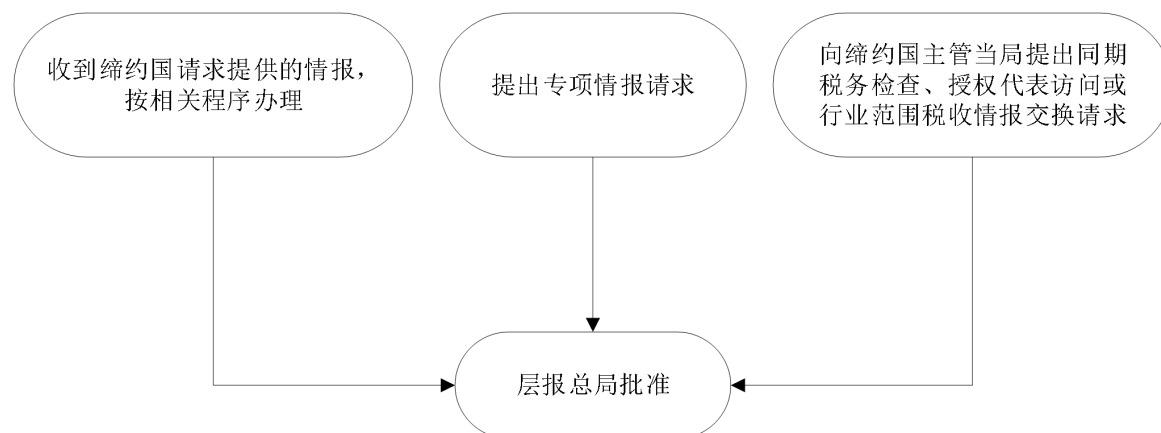 收到缔约国请求提供的情报，
按相关程序办理
提出专项情报请求
向缔约国主管当局提出同期
税务检查、授权代表访问或
行业范围税收情报交换请求
层报总局批准